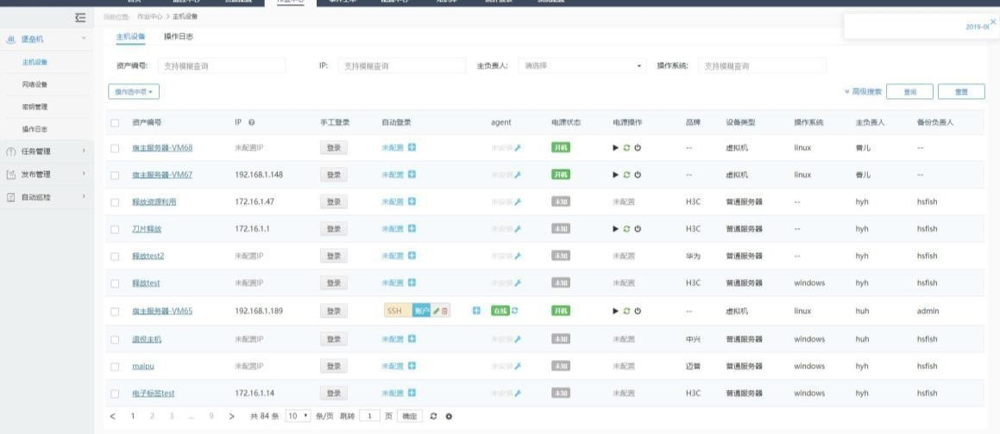 作业中心
当前位置: 作业中心 > 主机设备
2019-0
堡垒机
主机设备
网络设备
密钥管理
操作日志
任务管理
发布管理
自动巡检
主机设备 操作日志
资产编号: 支持模糊查询 IP: 支持模糊查询 主负责人: 请选择 操作系统: 支持模糊查询
操作选中项 高级搜索 查询 重置
资产编号 IP 手工登录 自动登录 agent 电源状态 电源操作 品牌 设备类型 操作系统 主负责人 备份负责人
宿主服务器-VM68 未配置IP 登录 未配置 未安装 开机 -- 虚拟机 linux 香儿 --
宿主服务器-VM67 192.168.1.148 登录 未配置 未安装 开机 -- 虚拟机 linux 香儿 --
释放资源利用 172.16.1.47 登录 未配置 未安装 未知 未配置 H3C 普通服务器 -- hyh hsfish
刀片释放 172.16.1.1 登录 未配置 未安装 未知 H3C 普通服务器 -- hyh hsfish
释放test2 未配置IP 登录 未配置 未安装 未知 未配置 华为 普通服务器 -- hyh hsfish
释放test 未配置IP 登录 未配置 未安装 未知 未配置 H3C 普通服务器 windows hyh hsfish
宿主服务器-VM65 192.168.1.189 登录 SSH 账户 在线 开机 -- 虚拟机 linux huh admin
退役主机 未配置IP 登录 未配置 未安装 未知 未配置 中兴 普通服务器 windows huh hsfish
maipu 未配置IP 登录 未配置 未安装 未知 未配置 迈普 普通服务器 windows huh hsfish
电子标签test 172.16.1.14 登录 未配置 未安装 未知 未配置 H3C 普通服务器 windows hyh hsfish
< 1 2 3 ... 9 > 共 84 条 10 条/页 跳转 1 页 确定